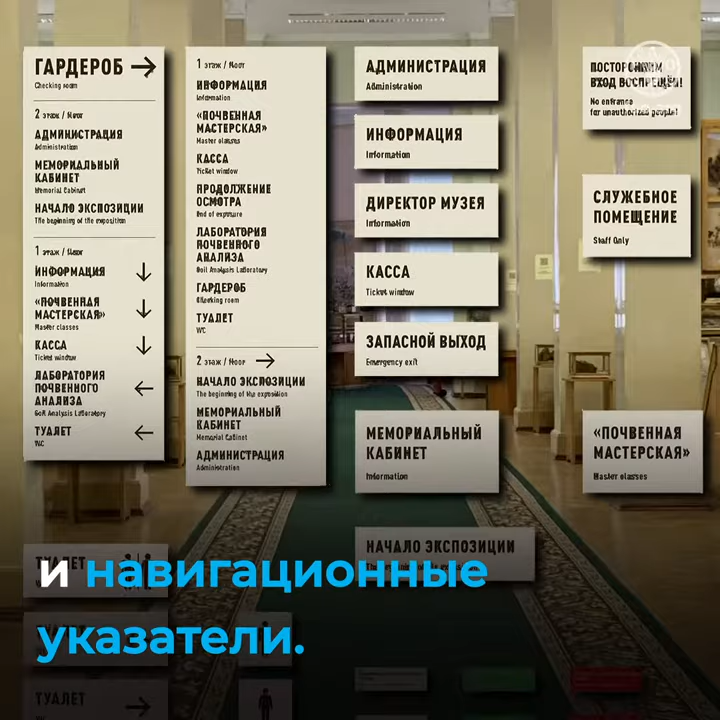 ГАРДЕРОБ
Checking room
2 этаж / floor
АДМИНИСТРАЦИЯ
Administration
МЕМОРИАЛЬНЫЙ
КАБИНЕТ
Memorial Cabinet
НАЧАЛО ЭКСПОЗИЦИИ
The beginning of the exposition
1 этаж / floor
ИНФОРМАЦИЯ
Information
«ПОЧВЕННАЯ
МАСТЕРСКАЯ»
Master classes
КАССА
Ticket window
ЛАБОРАТОРИЯ
ПОЧВЕННОГО
АНАЛИЗА
Soil Analysis Laboratory
ТУАЛЕТ
WC
1 этаж / floor
ИНФОРМАЦИЯ
Information
«ПОЧВЕННАЯ
МАСТЕРСКАЯ»
Master classes
КАССА
Ticket window
ПРОДОЛЖЕНИЕ
ОСМОТРА
End of
ЛАБОРАТОРИЯ
ПОЧВЕННОГО
АНАЛИЗА
Soil Analysis Laboratory
ГАРДЕРОБ
Checking room
ТУАЛЕТ
WC
2 этаж / floor
НАЧАЛО ЭКСПОЗИЦИИ
The beginning of the exposition
МЕМОРИАЛЬНЫЙ
КАБИНЕТ
Memorial Cabinet
АДМИНИСТРАЦИЯ
Administration
АДМИНИСТРАЦИЯ
Administration
ИНФОРМАЦИЯ
Information
ДИРЕКТОР МУЗЕЯ
Information
КАССА
Ticket window
ЗАПАСНОЙ ВЫХОД
Emergency exit
МЕМОРИАЛЬНЫЙ
КАБИНЕТ
Information
НАЧАЛО ЭКСПОЗИЦИИ
ПОСТОРОННИМ
ВХОД ВОСПРЕЩЁН!
No entrance
for unauthorized people!
СЛУЖЕБНОЕ
ПОМЕЩЕНИЕ
Staff Only
«ПОЧВЕННАЯ
МАСТЕРСКАЯ»
Master classes
ТУАЛЕТ
и навигационные
указатели.
ТУАЛЕТ